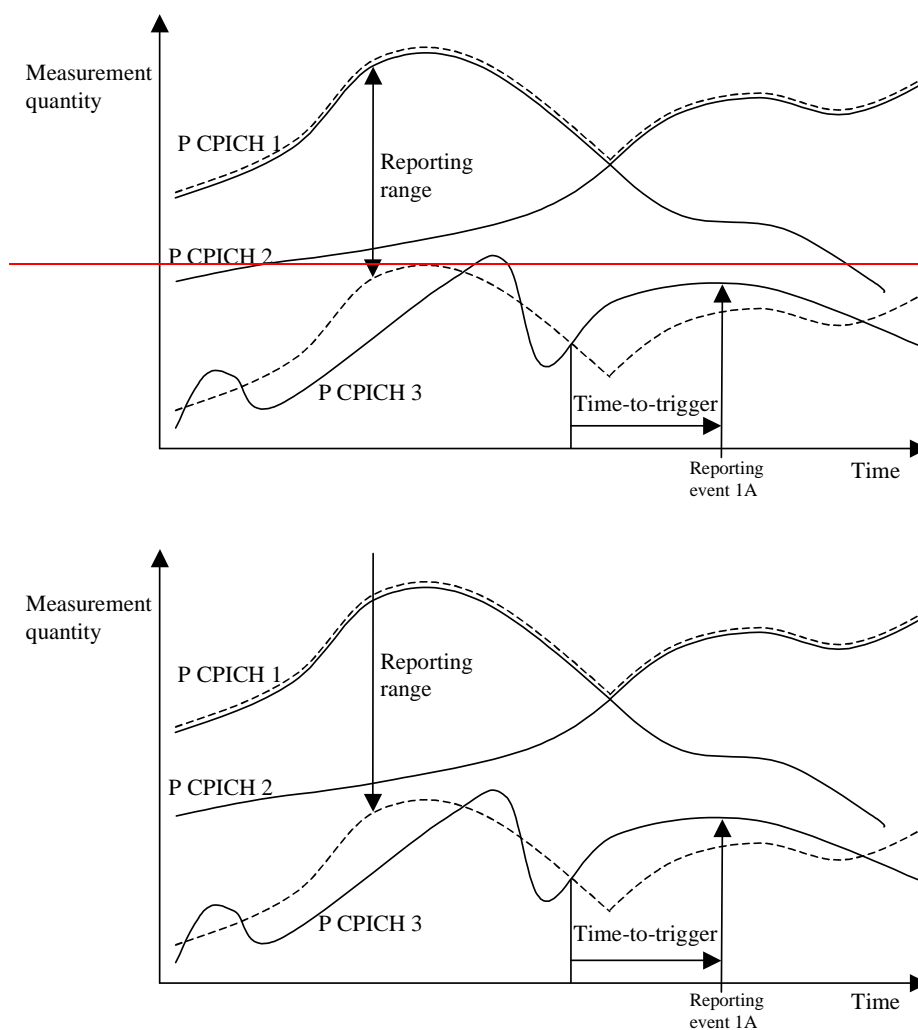 Measurement
quantity
P CPICH 1
Reporting
range
P CPICH 2
P CPICH 3
Time-to-trigger
Reporting
event 1A
Time
Measurement
quantity
P CPICH 1
Reporting
range
P CPICH 2
P CPICH 3
Time-to-trigger
Reporting
event 1A
Time